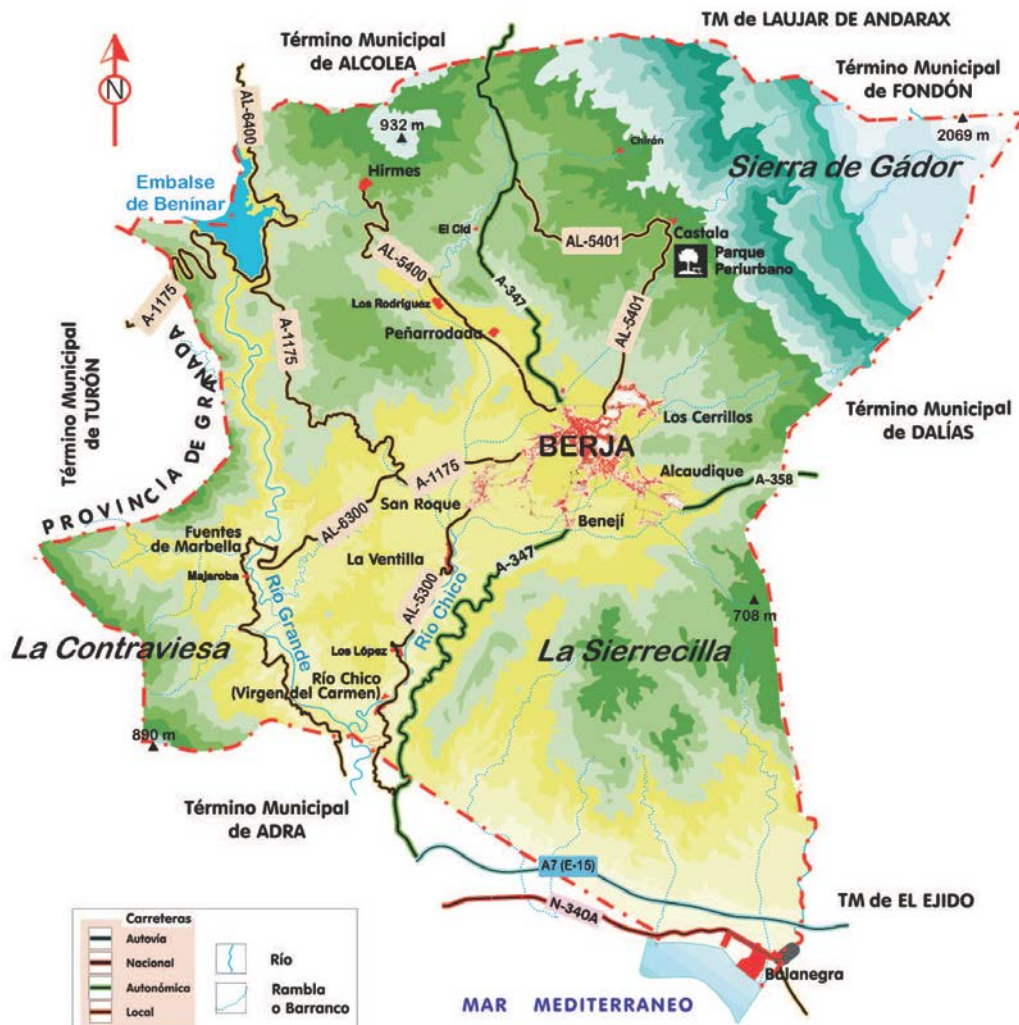 TM de LAUJAR DE ANDARAX
Término Municipal
de ALCOLEA
Término Municipal
de FONDÓN
N
AL-6400
932 m
2069 m
Chirán
Sierra de Gádor
Hirmes
Embalse
de Benínar
El Cid
Castala
AL-5401
Parque
Periurbano
AL-5400
A-347
A-1175
Los Rodríguez
AL-5401
Peñarrodada
A-1175
Término Municipal
de TURÓN
PROVINCIA DE GRANADA
Los Cerrillos
Término Municipal
de DALÍAS
BERJA
Alcaudique
A-1175
A-358
San Roque
AL-6300
Benejí
Fuentes
de Marbella
La Ventilla
A-347
Majaroba
AL-5300
Río Chico
Río Grande
708 m
La Contraviesa
La Sierrecilla
Los López
Río Chico
(Virgen del Carmen)
890 m
Término Municipal
de ADRA
A7 (E-15)
TM de EL EJIDO
N-340A
Balanegra
MAR MEDITERRANEO
Carreteras
Autovía
Nacional
Autonómica
Local
Río
Rambla
o Barranco